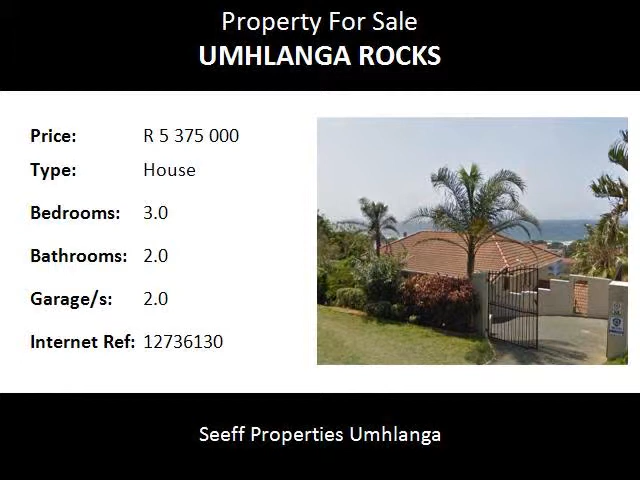 Property For Sale
UMHLANGA ROCKS
Price: R 5 375 000
Type: House
Bedrooms: 3.0
Bathrooms: 2.0
Garage/s: 2.0
Internet Ref: 12736130
Seeff Properties Umhlanga